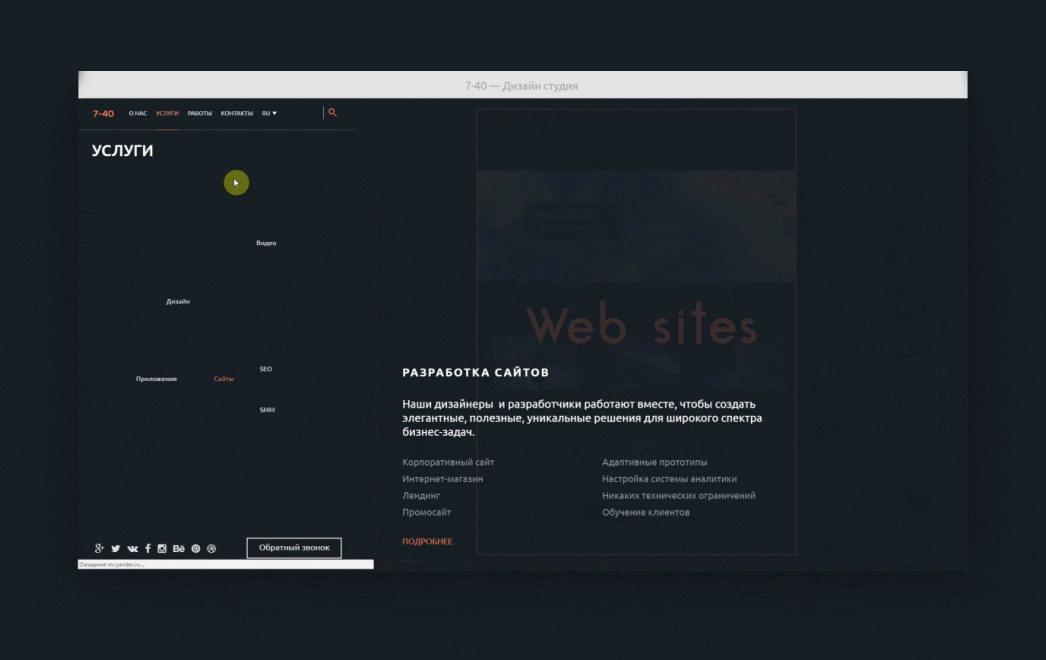 7-40 — Дизайн студия
7-40 О НАС УСЛУГИ РАБОТЫ КОНТАКТЫ RU
УСЛУГИ
Видео
Дизайн
Приложения Сайты
SEO
SMM
Web sites
РАЗРАБОТКА САЙТОВ
Наши дизайнеры и разработчики работают вместе, чтобы создать
элегантные, полезные, уникальные решения для широкого спектра
бизнес-задач.
Корпоративный сайт
Интернет-магазин
Лендинг
Промосайт
Адаптивные прототипы
Настройка системы аналитики
Никаких технических ограничений
Обучение клиентов
ПОДРОБНЕЕ
Обратный звонок
Ожидание mc.yandex.ru...